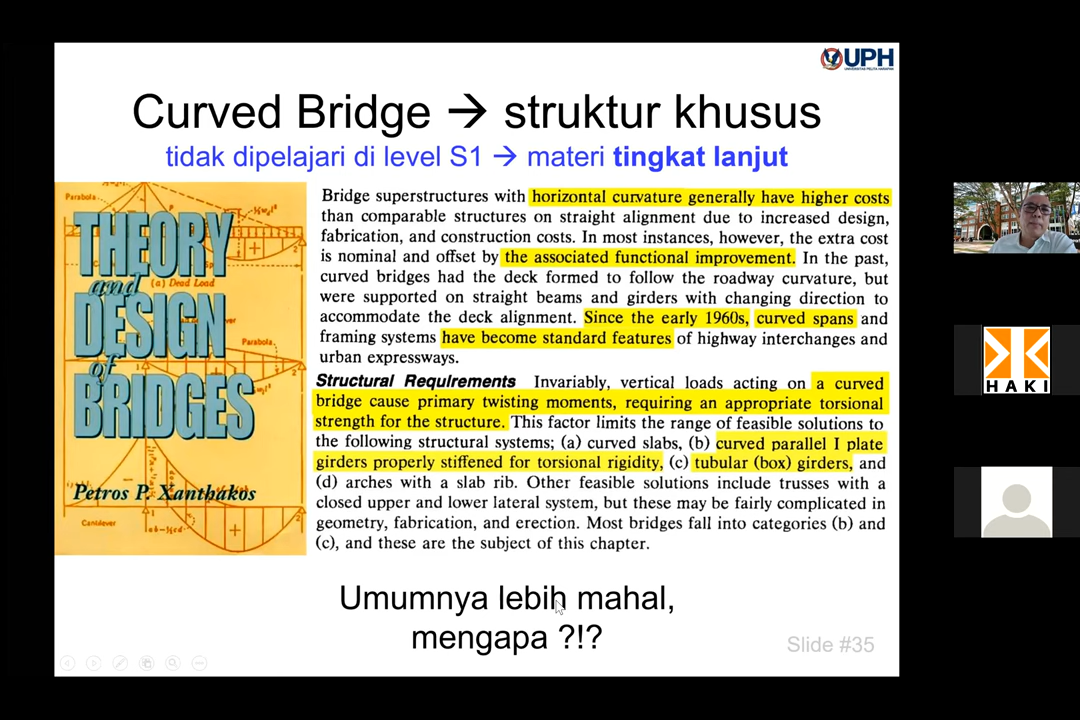 UPH
UNIVERSITAS PELITA HARAPAN
Curved Bridge → struktur khusus
tidak dipelajari di level S1 → materi tingkat lanjut
Parabola
THEORY
and
(a) Dead Load
DESIGN
Parabola
of
BRIDGES
Petros P. Xanthakos
Cantilever
Bridge superstructures with horizontal curvature generally have higher costs
than comparable structures on straight alignment due to increased design,
fabrication, and construction costs. In most instances, however, the extra cost
is nominal and offset by the associated functional improvement. In the past,
curved bridges had the deck formed to follow the roadway curvature, but
were supported on straight beams and girders with changing direction to
accommodate the deck alignment. Since the early 1960s, curved spans and
framing systems have become standard features of highway interchanges and
urban expressways.
Structural Requirements Invariably, vertical loads acting on a curved
bridge cause primary twisting moments, requiring an appropriate torsional
strength for the structure. This factor limits the range of feasible solutions to
the following structural systems; (a) curved slabs, (b) curved parallel I plate
girders properly stiffened for torsional rigidity, (c) tubular (box) girders, and
(d) arches with a slab rib. Other feasible solutions include trusses with a
closed upper and lower lateral system, but these may be fairly complicated in
geometry, fabrication, and erection. Most bridges fall into categories (b) and
(c), and these are the subject of this chapter.
Umumnya lebih mahal,
mengapa ?!?
Slide #35
HAKI